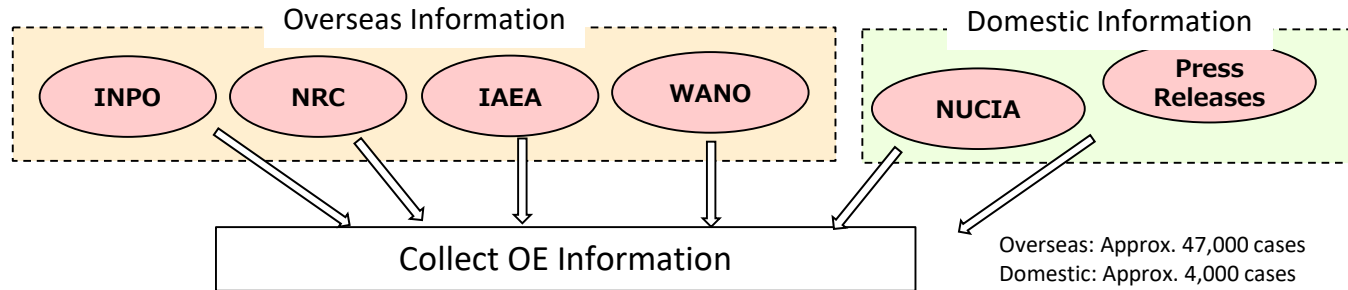 Overseas Information
Domestic Information
INPO
NRC
IAEA
WANO
NUCIA
Press
Releases
Collect OE Information
Overseas: Approx. 47,000 cases
Domestic: Approx. 4,000 cases